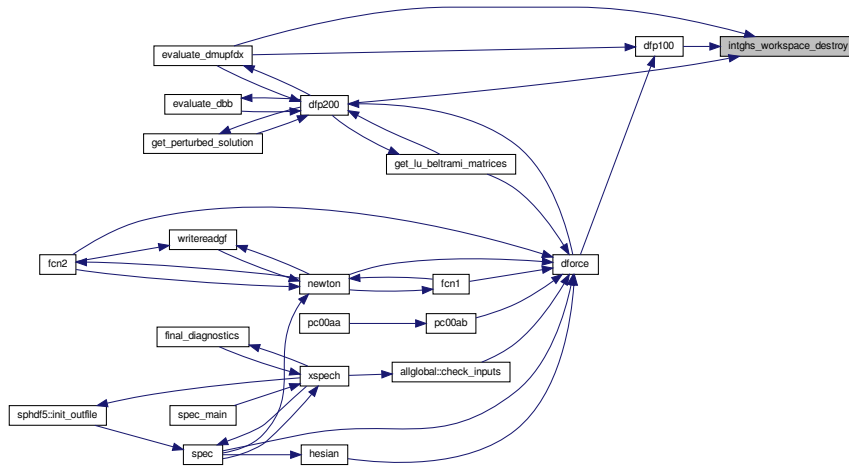 intghs_workspace_destroy
dfp100
evaluate_dmupfdx
evaluate_dbb
dfp200
get_perturbed_solution
get_lu_beltrami_matrices
writereadgf
fcn2
dforce
newton
fcn1
pc00aa
pc00ab
final_diagnostics
allglobal::check_inputs
xspech
sphdf5::init_outfile
spec_main
spec
hesian